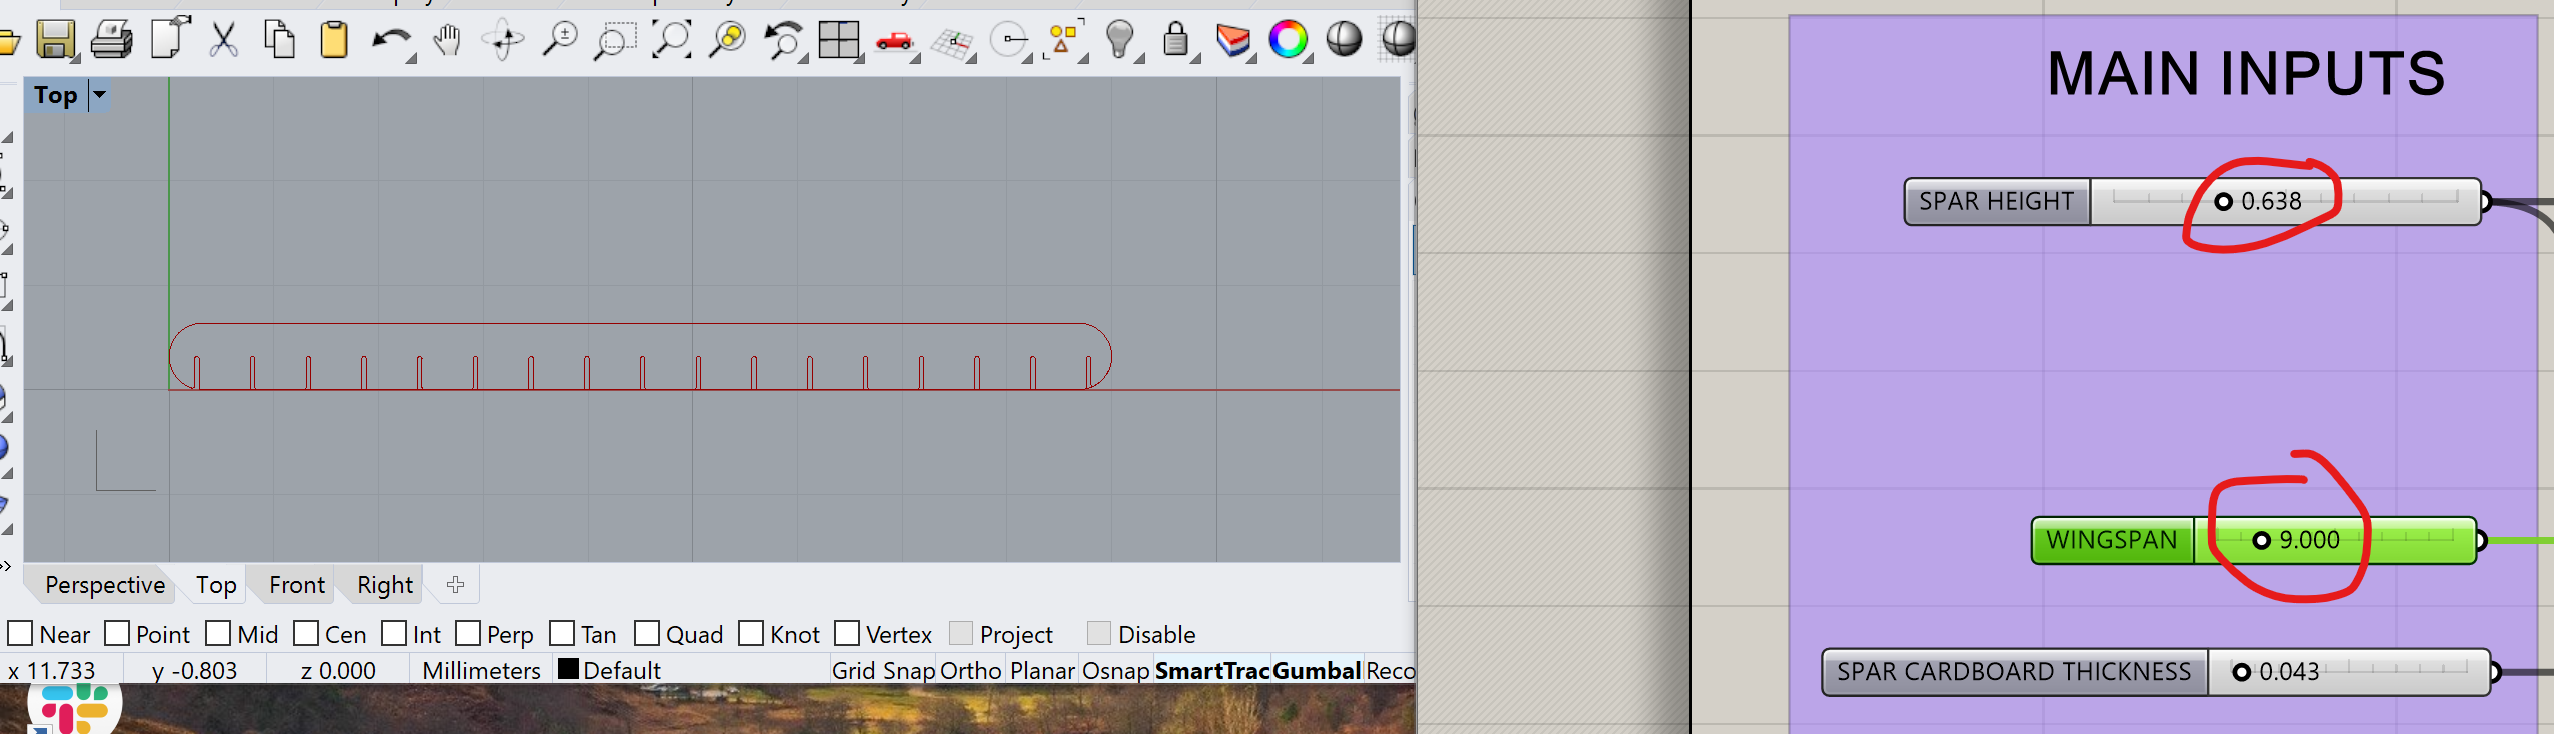 Top
MAIN INPUTS
SPAR HEIGHT 0.638
WINGSPAN 9.000
SPAR CARDBOARD THICKNESS 0.043
Perspective Top Front Right
Near Point Mid Cen Int Perp Tan Quad Knot Vertex Project Disable
x 11.733 y -0.803 z 0.000 Millimeters Default Grid Snap Ortho Planar Osnap SmartTrac Gumbal Reco